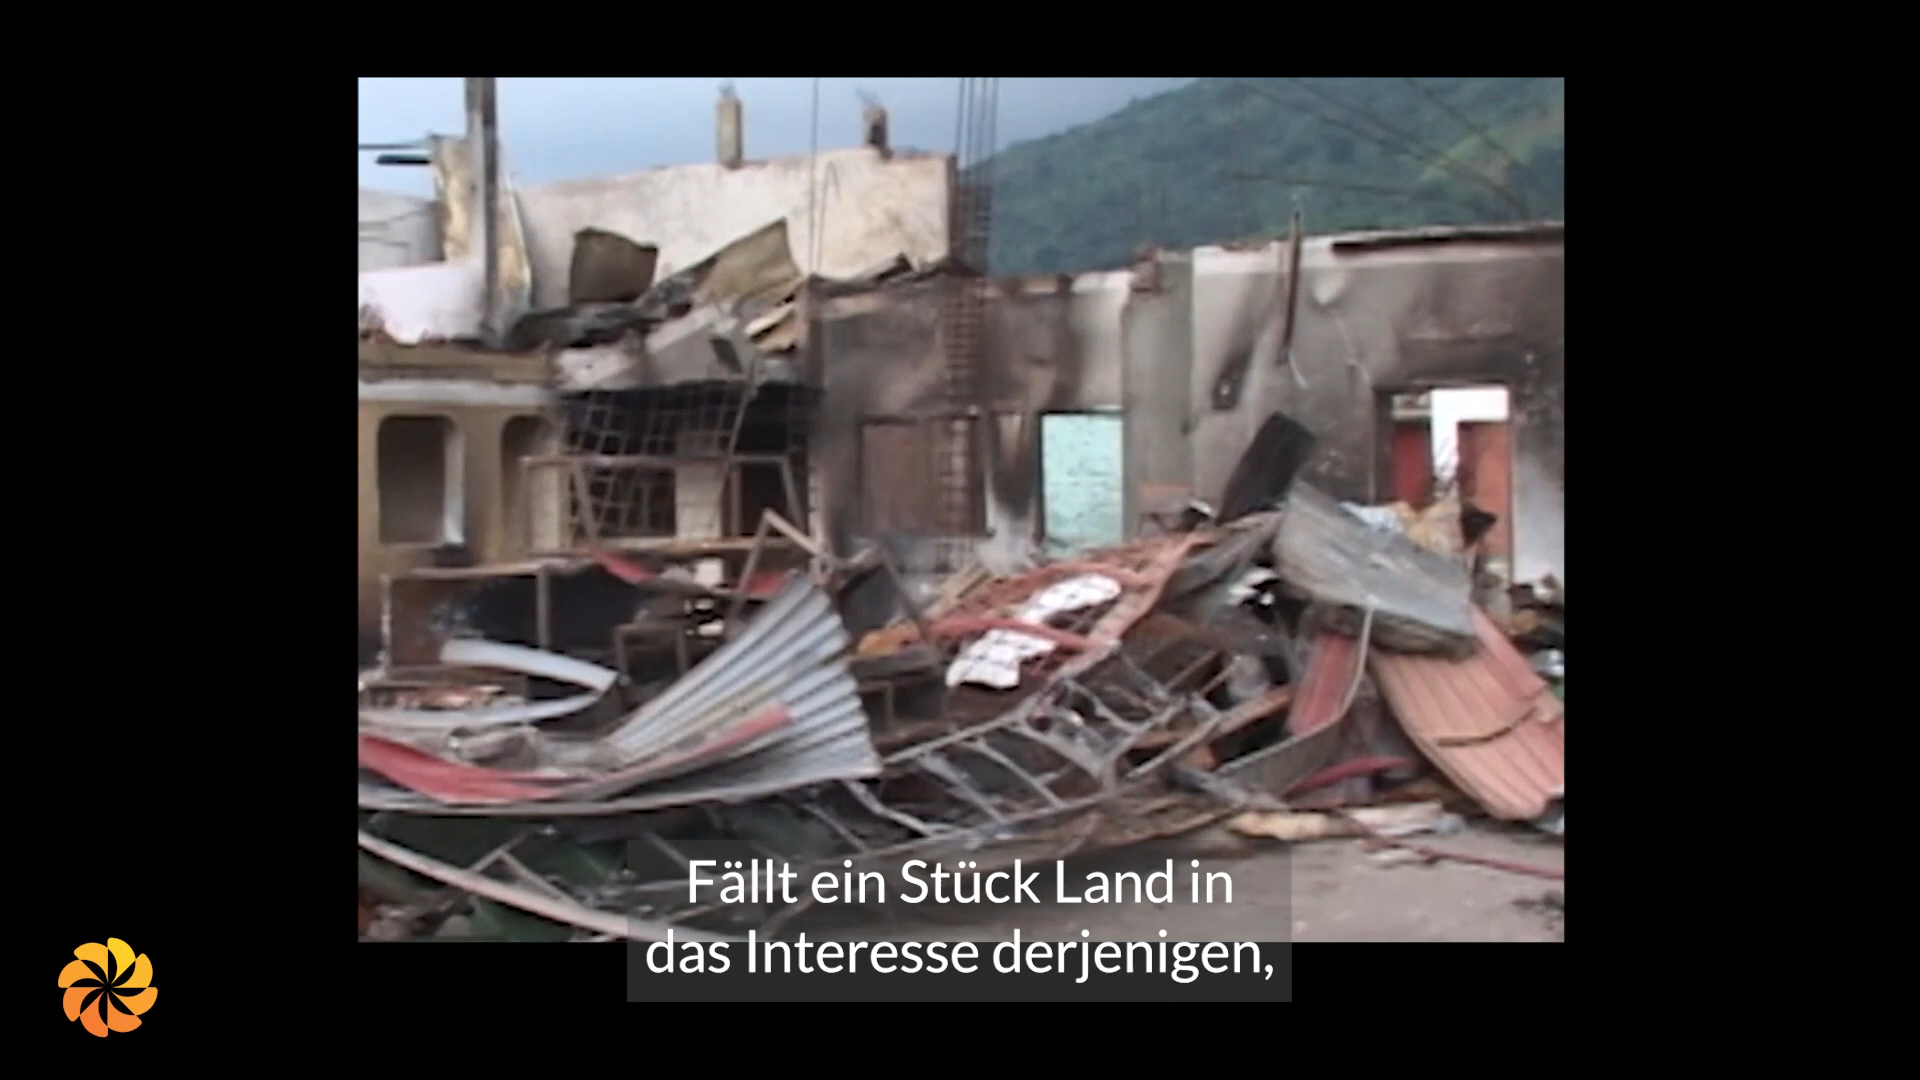 Fällt ein Stück Land in
das Interesse derjenigen,